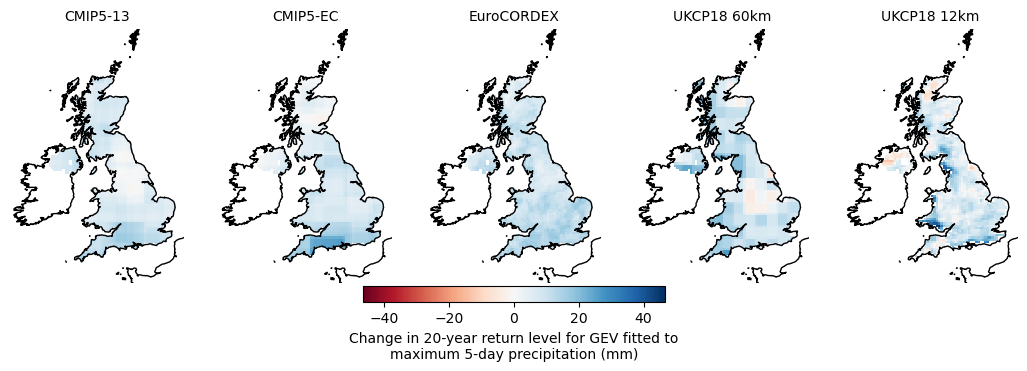 CMIP5-13 CMIP5-EC EuroCORDEX UKCP18 60km UKCP18 12km
−40 −20 0 20 40
Change in 20-year return level for GEV fitted to
maximum 5-day precipitation (mm)